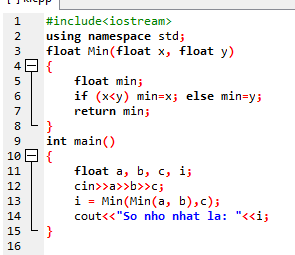 1 #include<iostream>
2 using namespace std;
3 float Min(float x, float y)
4 {
5 float min;
6 if (x<y) min=x; else min=y;
7 return min;
8 }
9 int main()
10 {
11 float a, b, c, i;
12 cin>>a>>b>>c;
13 i = Min(Min(a, b),c);
14 cout<<"So nho nhat la: "<<i;
15 }
16